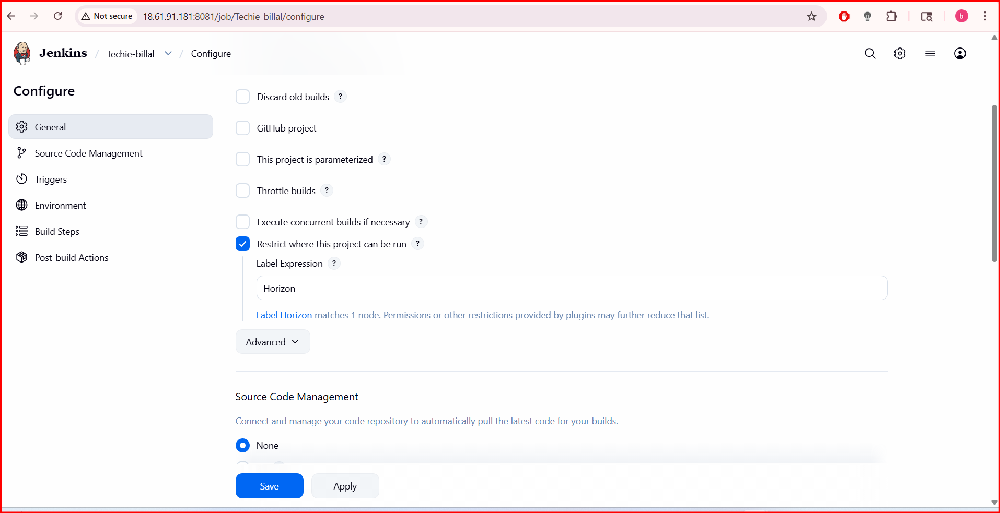 Not secure
18.61.91.181:8081/job/Techie-billal/configure
b
Jenkins / Techie-billal / Configure
Configure
General
Source Code Management
Triggers
Environment
Build Steps
Post-build Actions
Discard old builds ?
GitHub project
This project is parameterized ?
Throttle builds ?
Execute concurrent builds if necessary ?
Restrict where this project can be run ?
Label Expression ?
Horizon
Label Horizon matches 1 node. Permissions or other restrictions provided by plugins may further reduce that list.
Advanced
Source Code Management
Connect and manage your code repository to automatically pull the latest code for your builds.
None
Save
Apply